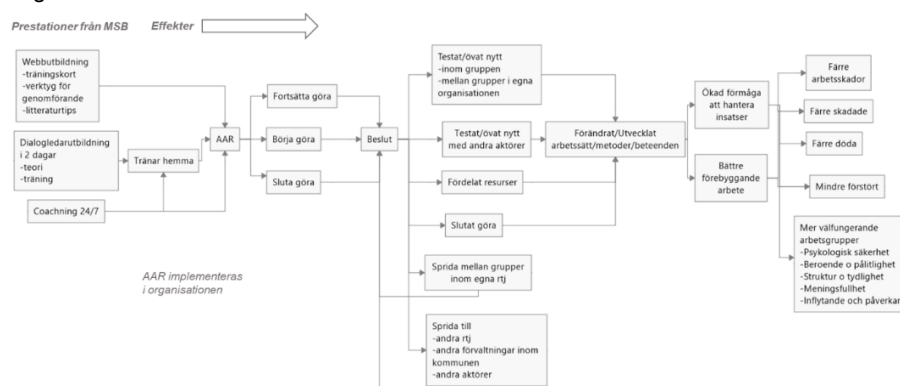 Prestationer från MSB
Effekter
Webbutbildning
-träningskort
-verktyg för
genomförande
-litteraturtips
Dialogledarutbildning
i 2 dagar
-teori
-träning
Tränar hemma
Coachning 24/7
AAR
Fortsätta göra
Börja göra
Sluta göra
Beslut
AAR implementeras
i organisationen
Testat/övat nytt
-inom gruppen
-mellan grupper i egna
organisationen
Testat/övat nytt
med andra aktörer
Fördelat resurser
Slutat göra
Sprida mellan grupper
inom egna rtj
Sprida till
-andra rtj
-andra förvaltningar inom
kommunen
-andra aktörer
Förändrat/Utvecklat
arbetssätt/metoder/beteenden
Ökad förmåga
att hantera
insatser
Bättre
förebyggande
arbete
Färre
arbetsskador
Färre skadade
Färre döda
Mindre förstört
Mer välfungerande
arbetsgrupper
-Psykologisk säkerhet
-Beroende o pålitlighet
-Struktur o tydlighet
-Meningsfullhet
-Inflytande och påverkan